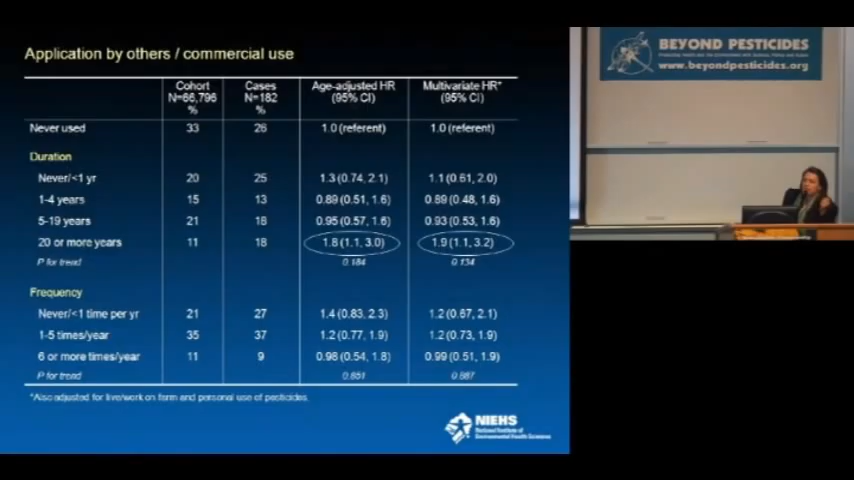 Application by others / commercial use
Cohort Cases Age-adjusted HR Multivariate HR*
N=66,796 N=182 (95% CI) (95% CI)
% %
Never used 33 26 1.0 (referent) 1.0 (referent)
Duration
Never/<1 yr 20 25 1.3 (0.74, 2.1) 1.1 (0.61, 2.0)
1-4 years 15 13 0.89 (0.51, 1.6) 0.89 (0.48, 1.6)
5-19 years 21 18 0.95 (0.57, 1.6) 0.93 (0.53, 1.6)
20 or more years 11 18 1.8 (1.1, 3.0) 1.9 (1.1, 3.2)
P for trend 0.184 0.134
Frequency
Never/<1 time per yr 21 27 1.4 (0.83, 2.3) 1.2 (0.67, 2.1)
1-5 times/year 35 37 1.2 (0.77, 1.9) 1.2 (0.73, 1.9)
6 or more times/year 11 9 0.98 (0.54, 1.8) 0.99 (0.51, 1.9)
P for trend 0.851 0.887
*Also adjusted for live/work on farm and personal use of pesticides.
NIEHS
National Institute of
Environmental Health Sciences
BEYOND PESTICIDES
www.beyondpesticides.org